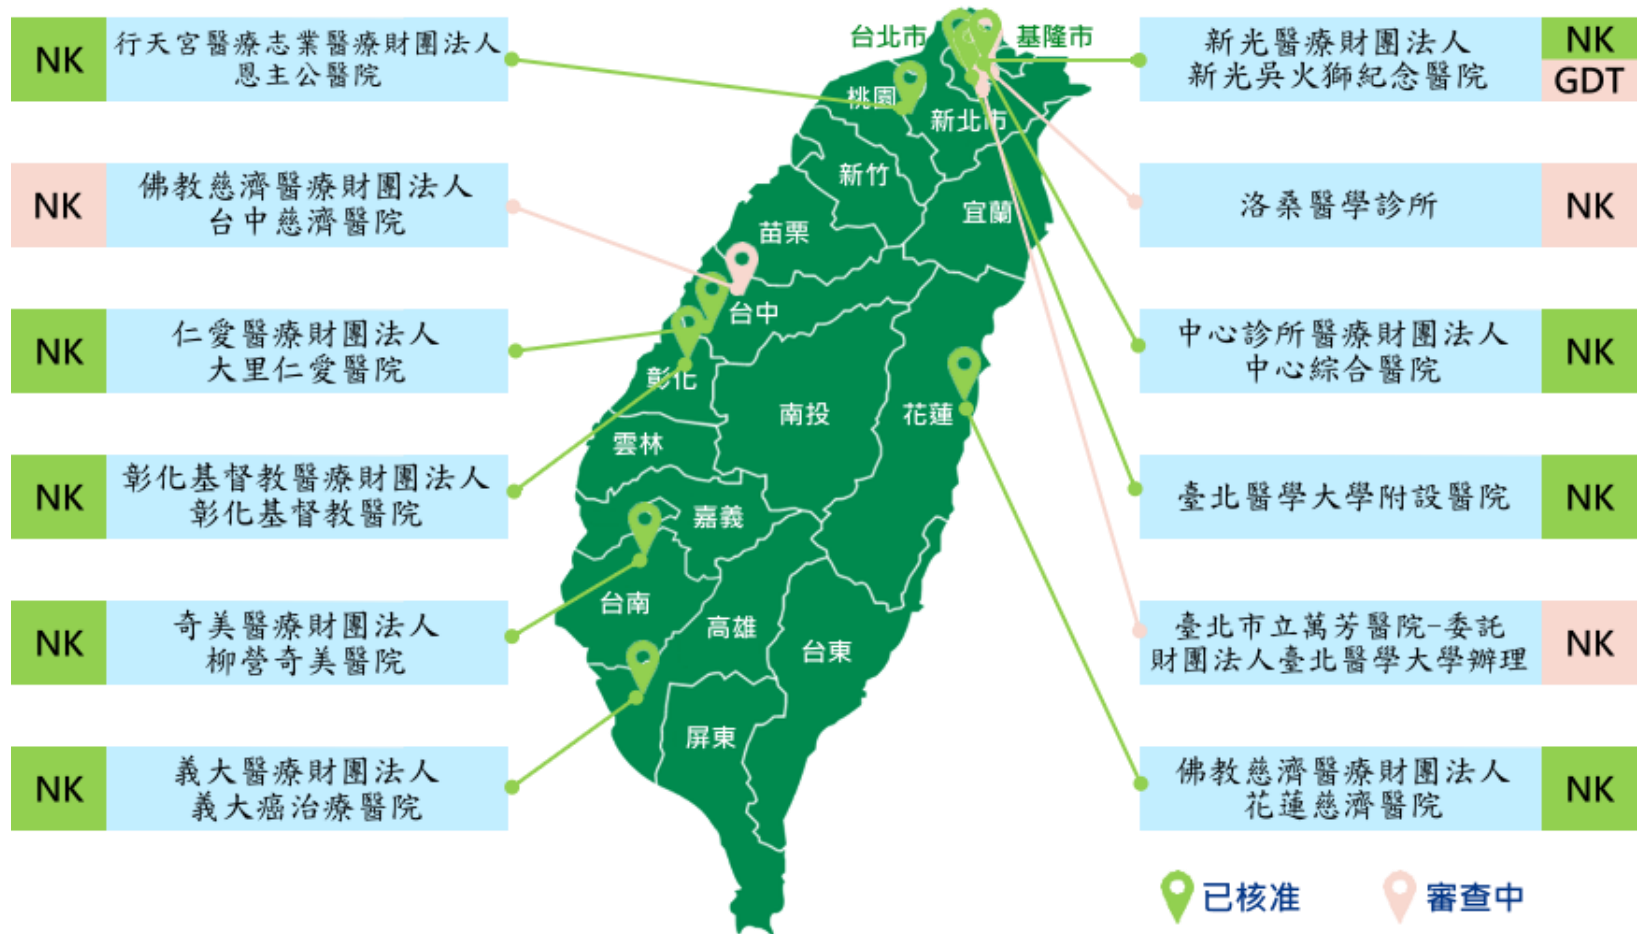 NK
行天宮醫療志業醫療財團法人
恩主公醫院
NK
佛教慈濟醫療財團法人
台中慈濟醫院
NK
仁愛醫療財團法人
大里仁愛醫院
NK
彰化基督教醫療財團法人
彰化基督教醫院
NK
奇美醫療財團法人
柳營奇美醫院
NK
義大醫療財團法人
義大癌治療醫院
台北市
基隆市
桃園
新北市
新竹
宜蘭
苗栗
台中
彰化
南投
花蓮
雲林
嘉義
台南
高雄
台東
屏東
新光醫療財團法人
新光吳火獅紀念醫院
NK
GDT
洛桑醫學診所
NK
中心診所醫療財團法人
中心綜合醫院
NK
臺北醫學大學附設醫院
NK
臺北市立萬芳醫院-委託
財團法人臺北醫學大學辦理
NK
佛教慈濟醫療財團法人
花蓮慈濟醫院
NK
已核准
審查中